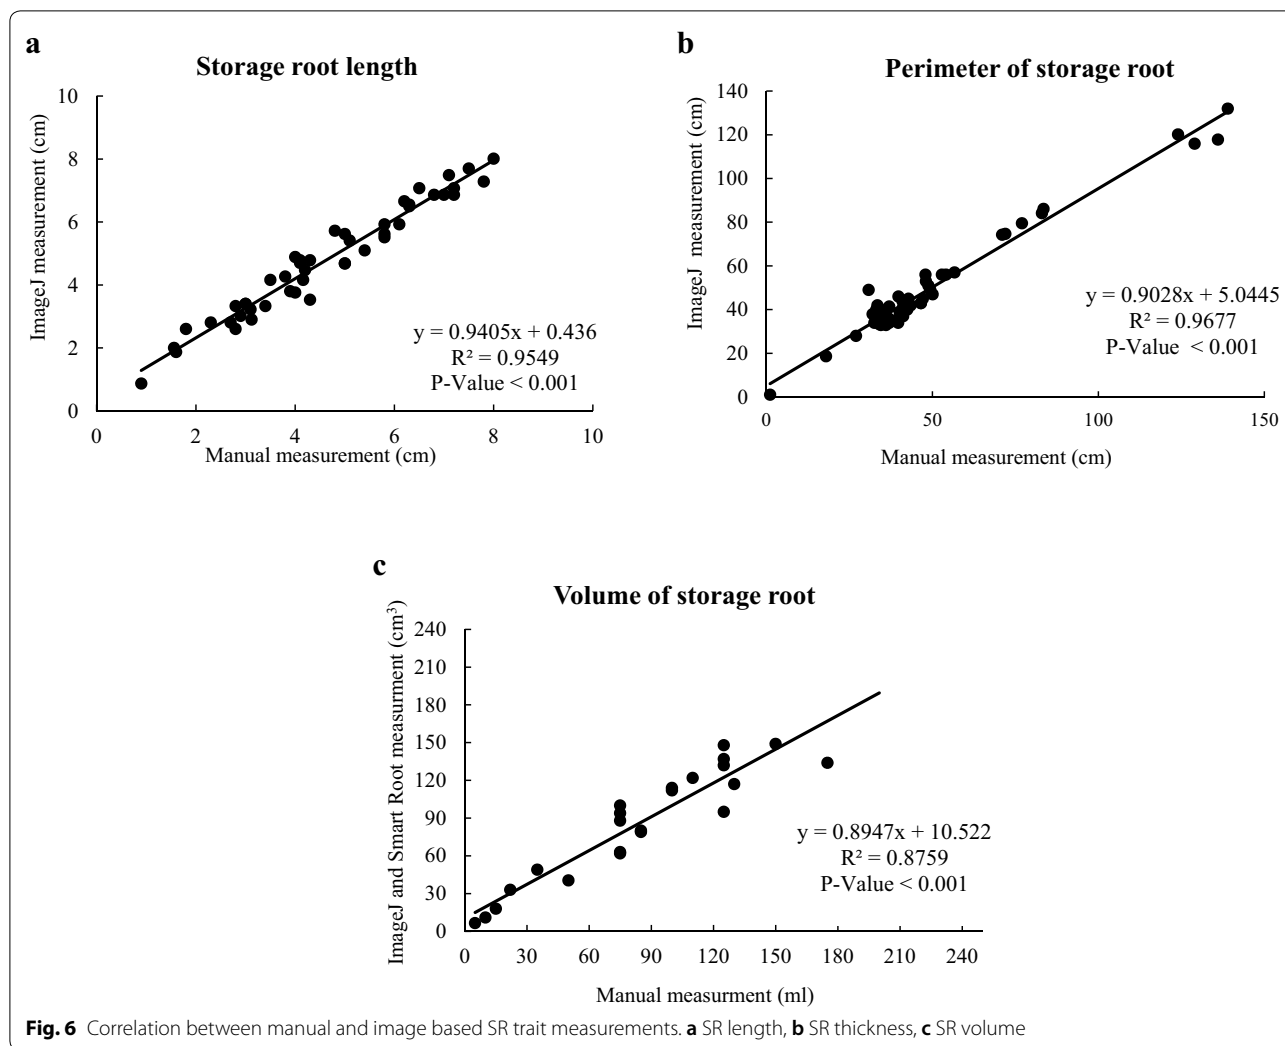 a
Storage root length
ImageJ measurement (cm)
10
8
6
4
2
0
y = 0.9405x + 0.436
R² = 0.9549
P-Value < 0.001
0 2 4 6 8 10
Manual measurement (cm)
b
Perimeter of storage root
ImageJ measurement (cm)
140
120
100
80
60
40
20
0
y = 0.9028x + 5.0445
R² = 0.9677
P-Value < 0.001
0 50 100 150
Manual measurement (cm)
c
Volume of storage root
ImageJ and Smart Root measurment (cm³)
240
210
180
150
120
90
60
30
0
y = 0.8947x + 10.522
R² = 0.8759
P-Value < 0.001
0 30 60 90 120 150 180 210 240
Manual measurment (ml)
Fig. 6 Correlation between manual and image based SR trait measurements. a SR length, b SR thickness, c SR volume